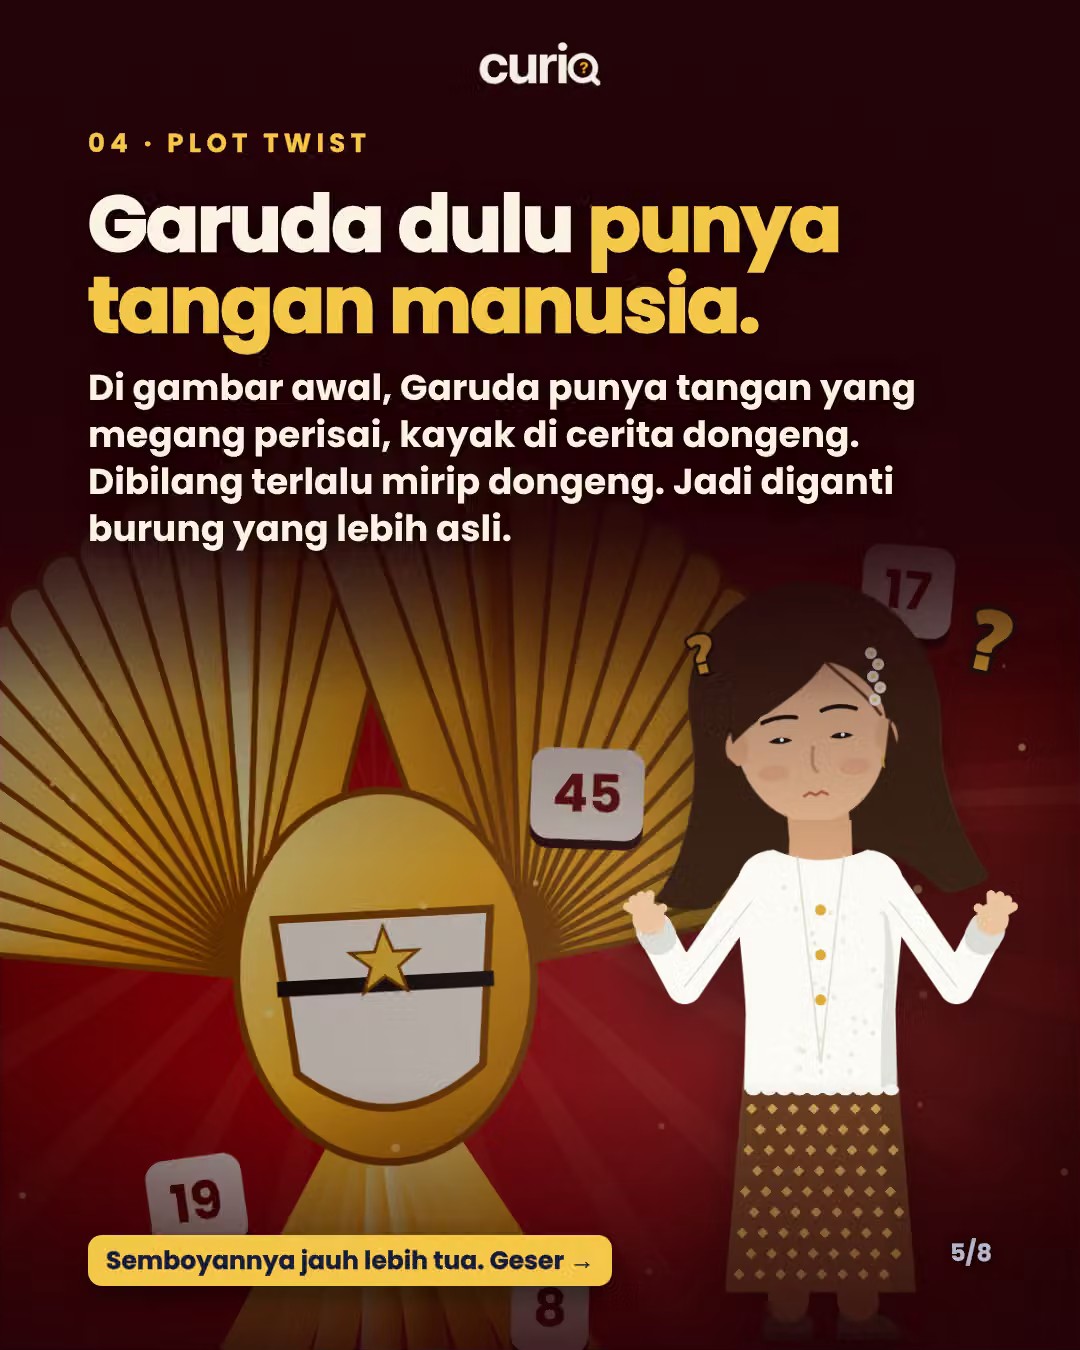 curio?
04 · PLOT TWIST
Garuda dulu punya
tangan manusia.
Di gambar awal, Garuda punya tangan yang
megang perisai, kayak di cerita dongeng.
Dibilang terlalu mirip dongeng. Jadi diganti
burung yang lebih asli.
17
?
?
45
19
Semboyannya jauh lebih tua. Geser →
5/8
8